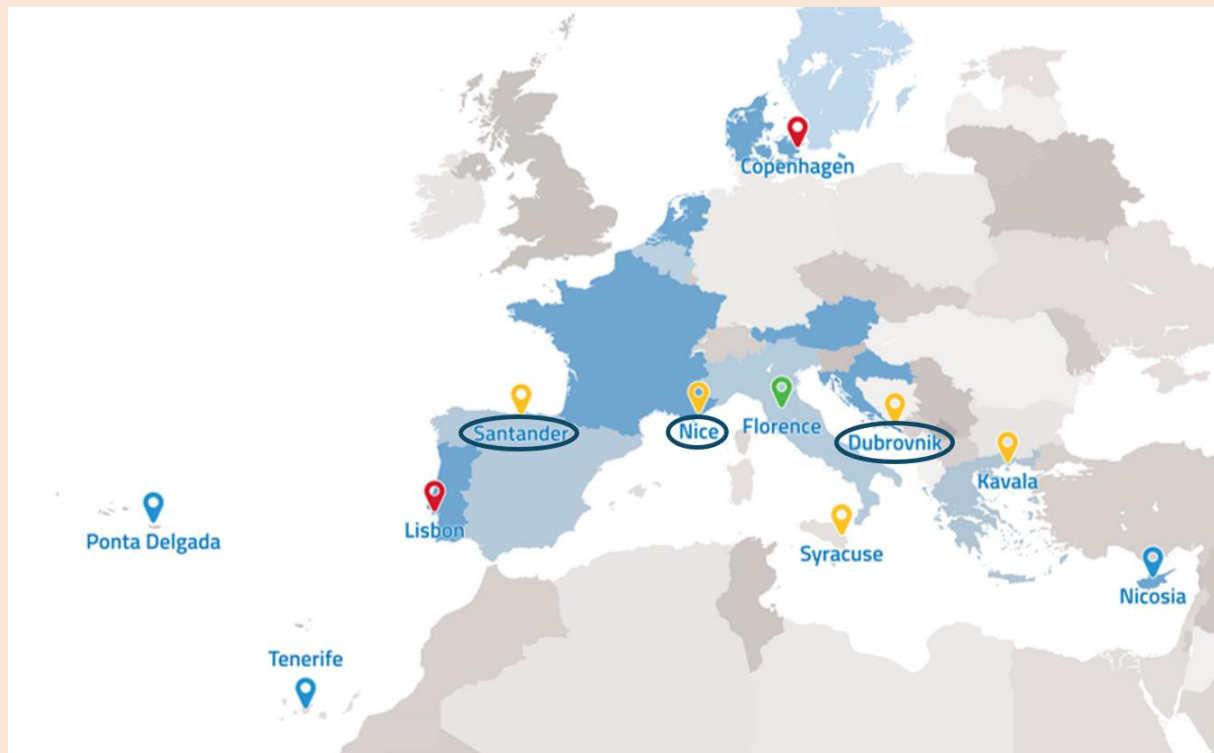 Copenhagen
Santander
Nice
Florence
Dubrovnik
Kavala
Lisbon
Ponta Delgada
Syracuse
Nicosia
Tenerife